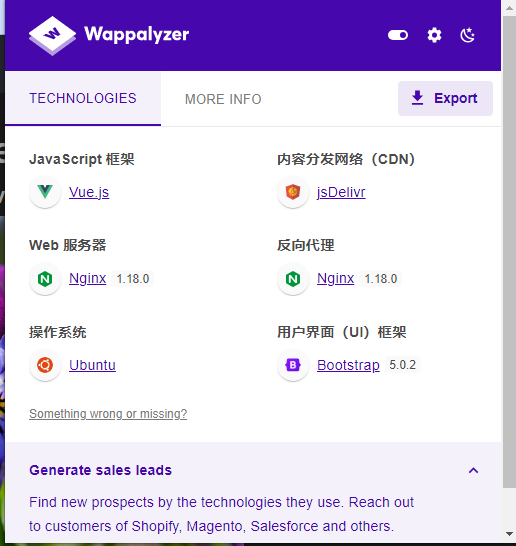 Wappalyzer
TECHNOLOGIES
MORE INFO
Export
JavaScript 框架
Vue.js
内容分发网络（CDN）
jsDelivr
Web 服务器
Nginx 1.18.0
反向代理
Nginx 1.18.0
操作系统
Ubuntu
用户界面（UI）框架
Bootstrap 5.0.2
Something wrong or missing?
Generate sales leads
Find new prospects by the technologies they use. Reach out
to customers of Shopify, Magento, Salesforce and others.